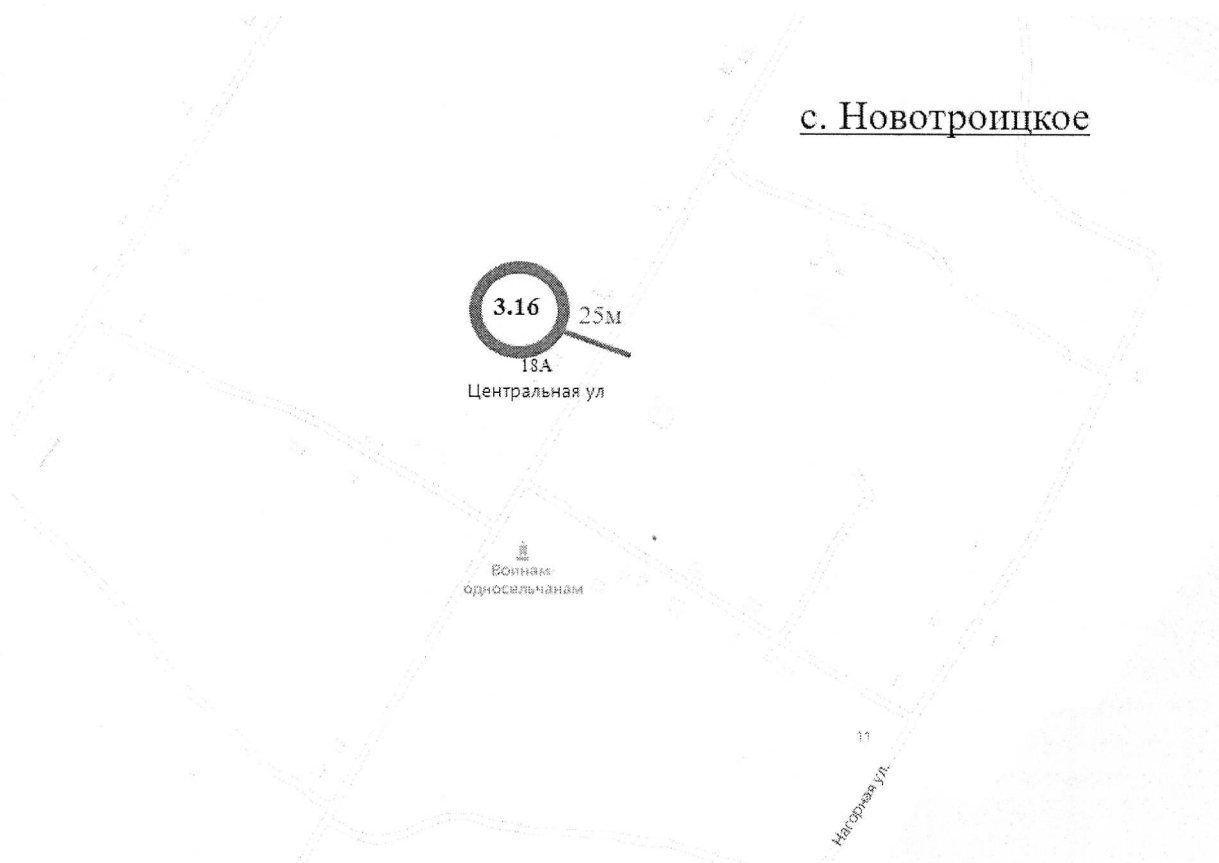 с. Новотроицкое
3.16
25м
18А
Центральная ул
Воинам-
односельчанам
11
Нагорная ул.